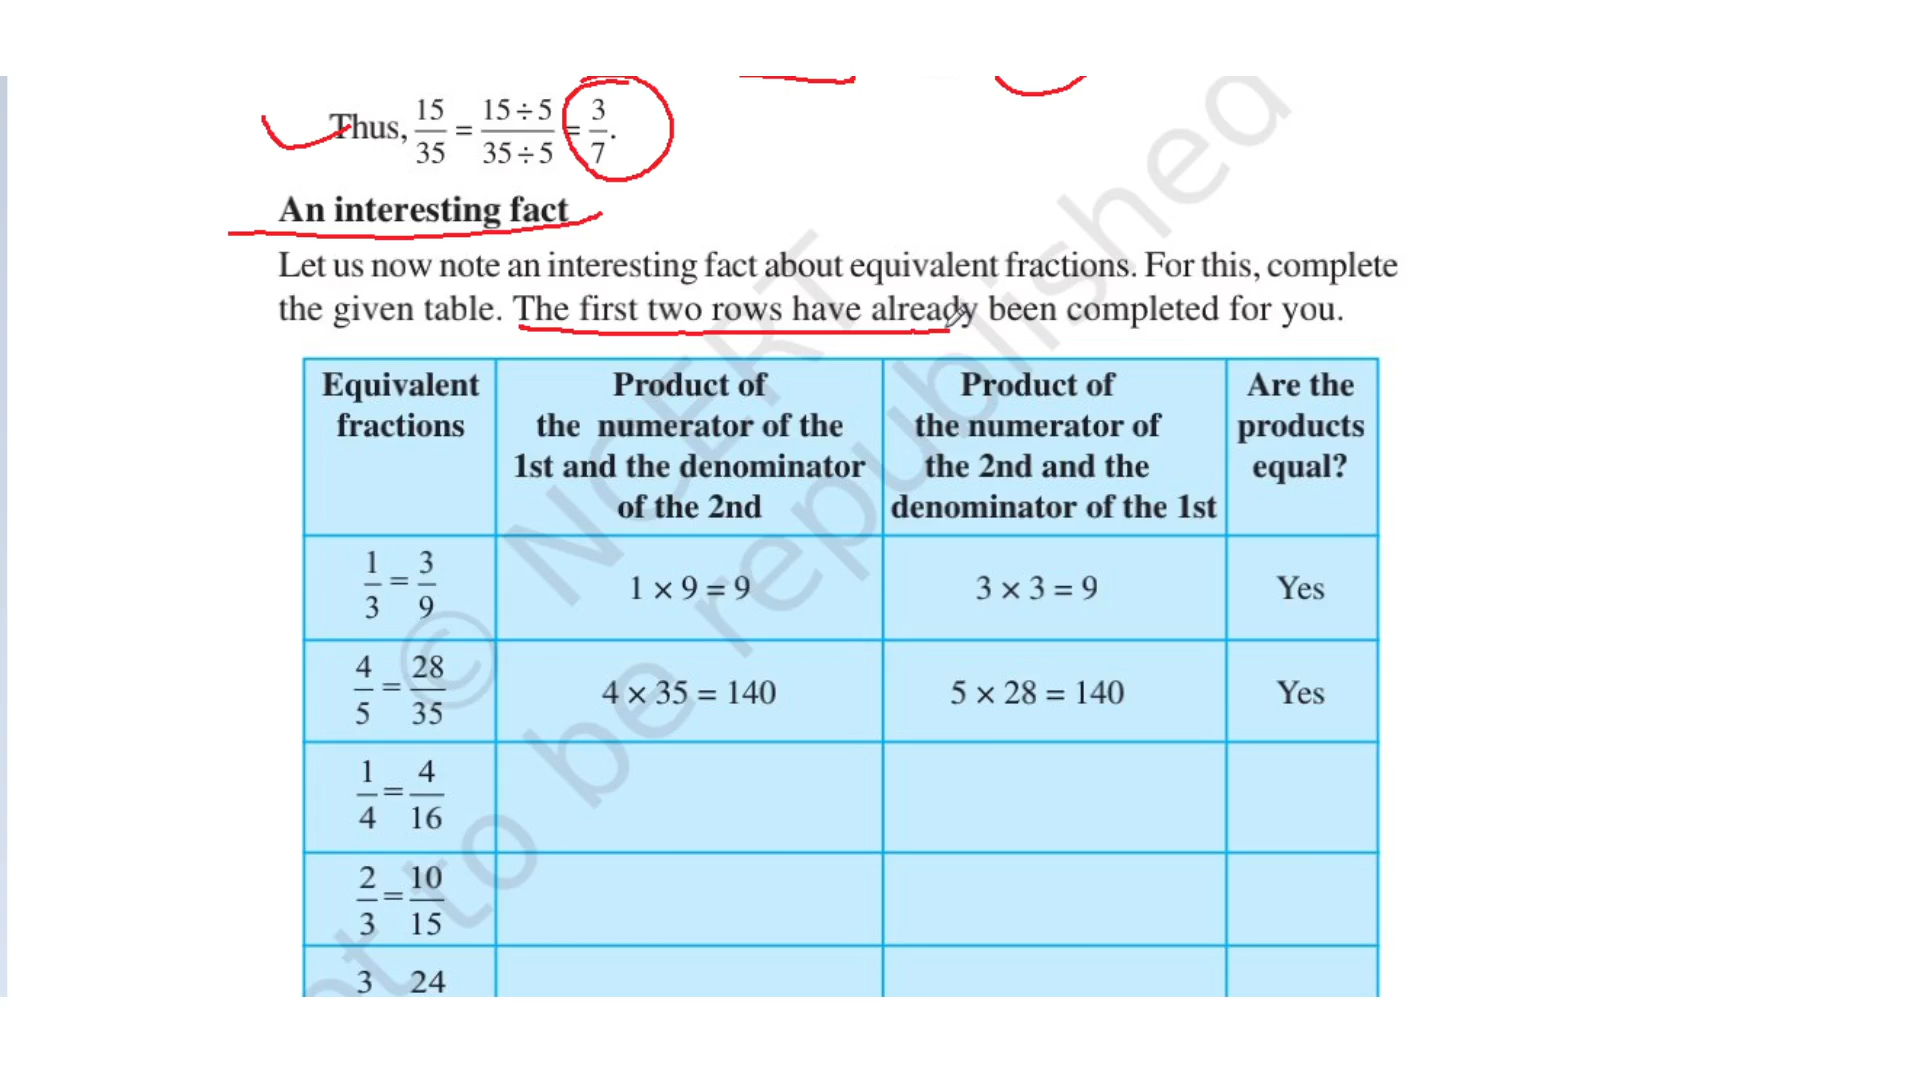 Thus, 15/35 = 15÷5/35÷5 = 3/7.
An interesting fact
Let us now note an interesting fact about equivalent fractions. For this, complete
the given table. The first two rows have already been completed for you.
Equivalent fractions
Product of
the numerator of the
1st and the denominator
of the 2nd
Product of
the numerator of
the 2nd and the
denominator of the 1st
Are the
products
equal?
1/3 = 3/9
1 × 9 = 9
3 × 3 = 9
Yes
4/5 = 28/35
4 × 35 = 140
5 × 28 = 140
Yes
1/4 = 4/16
2/3 = 10/15
3 24
© NCERT
to be republished